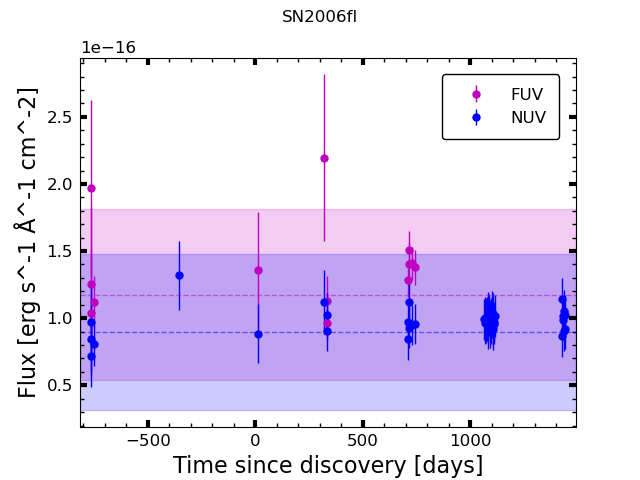 SN2006fl
1e−16
FUV
NUV
2.5
2.0
1.5
1.0
0.5
Flux [erg s^-1 Å^-1 cm^-2]
−500
0
500
1000
Time since discovery [days]